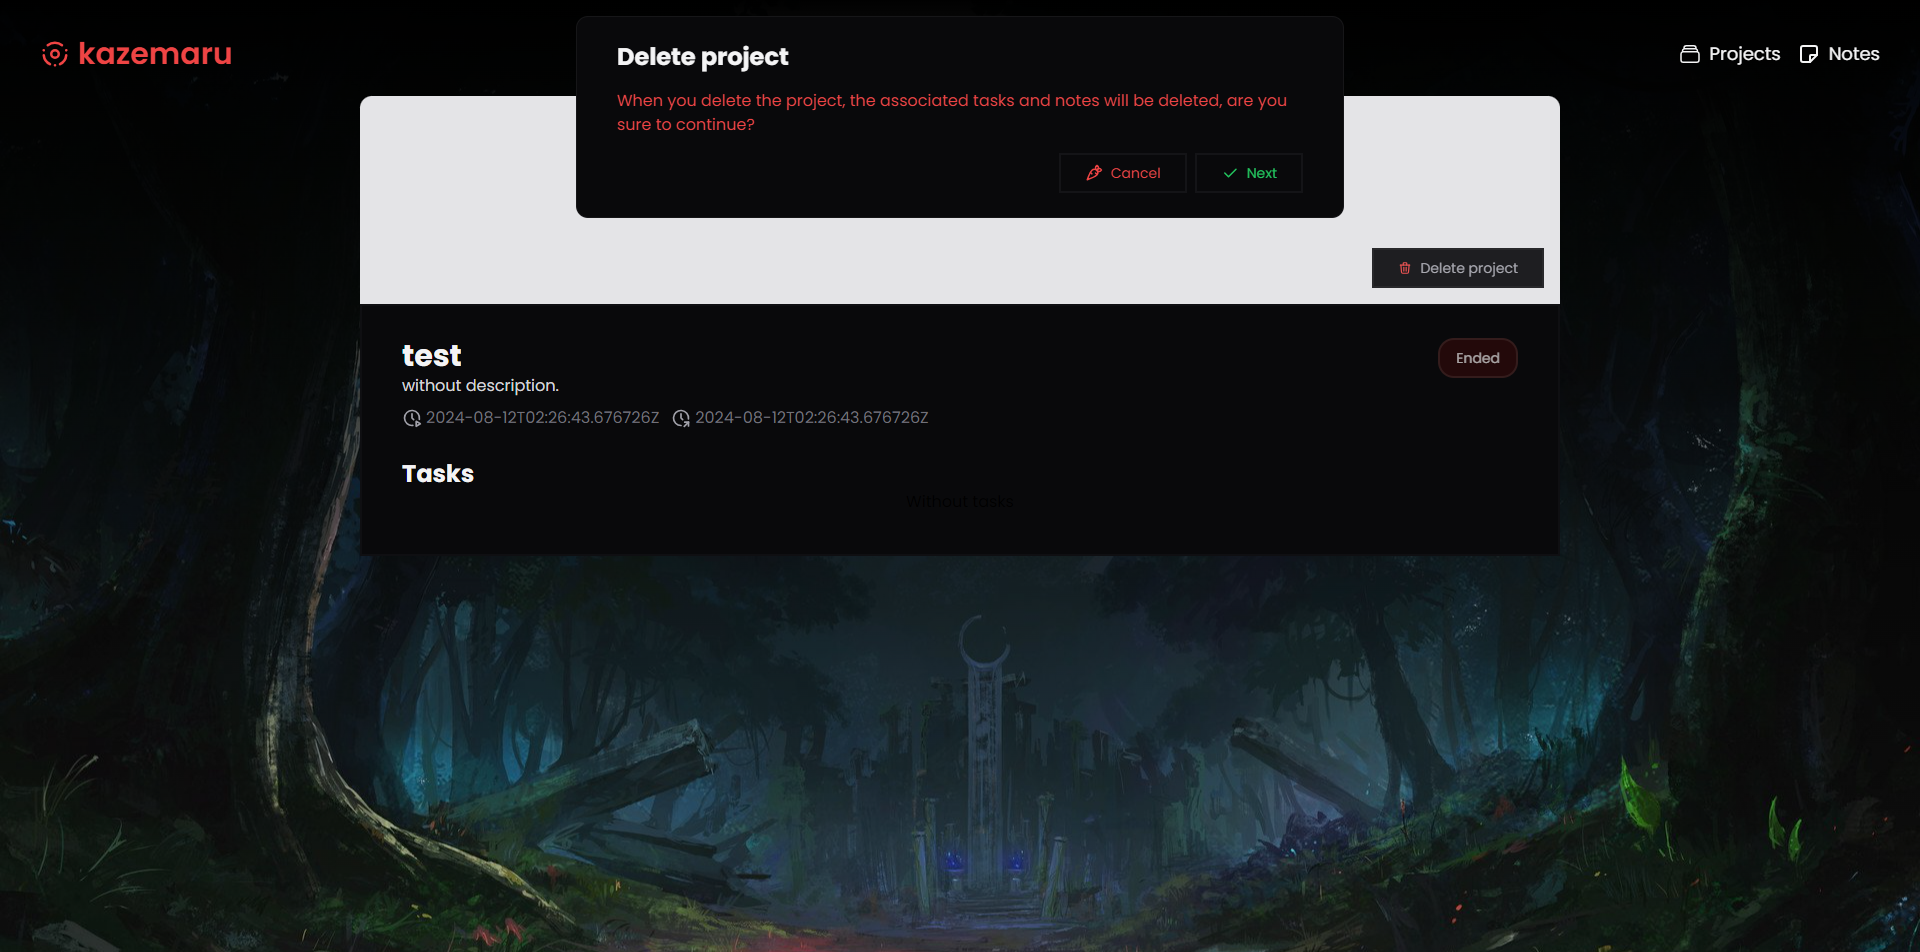 kazemaru
Projects
Notes
Delete project
When you delete the project, the associated tasks and notes will be deleted, are you
sure to continue?
Cancel
Next
Delete project
test
Ended
without description.
2024-08-12T02:26:43.676726Z
2024-08-12T02:26:43.676726Z
Tasks
Without tasks